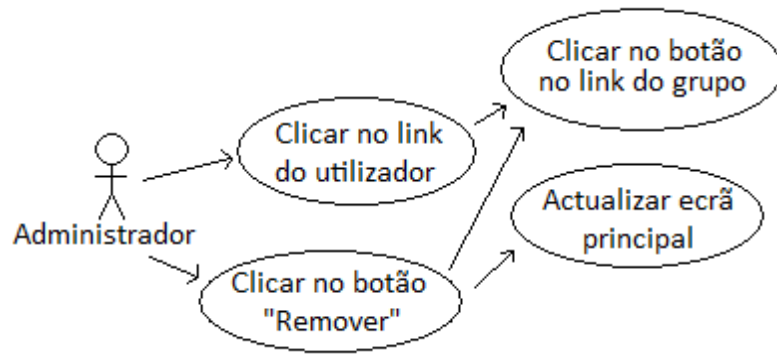 Clicar no botão
no link do grupo
Clicar no link
do utilizador
Actualizar ecrã
principal
Administrador
Clicar no botão
"Remover"